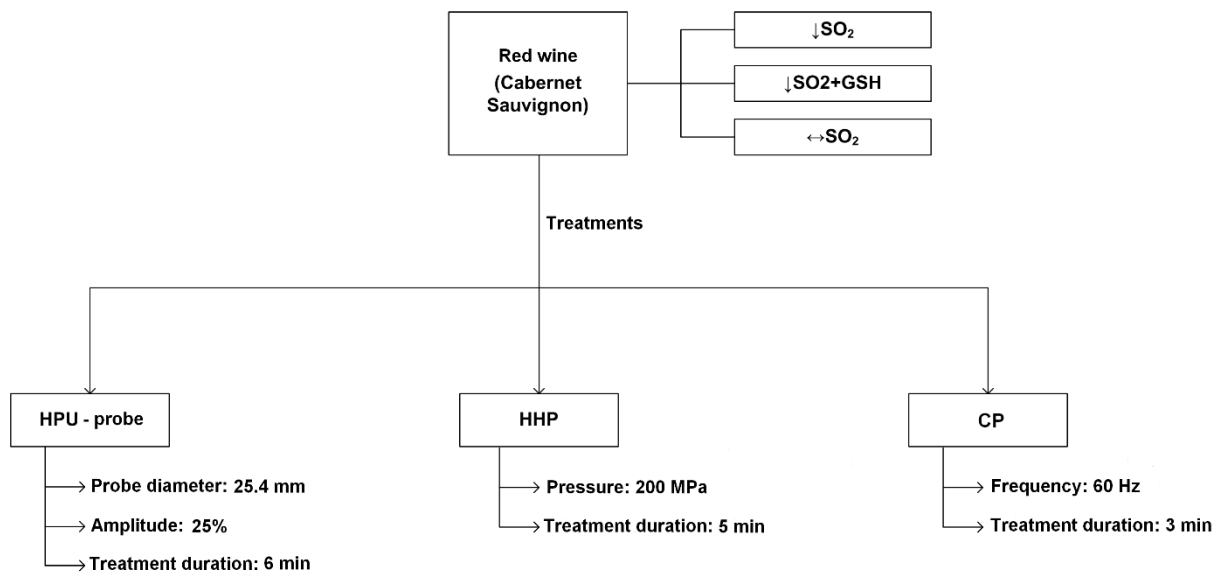 Red wine
(Cabernet
Sauvignon)
↓SO₂
↓SO2+GSH
↔SO₂
Treatments
HPU - probe
Probe diameter: 25.4 mm
Amplitude: 25%
Treatment duration: 6 min
HHP
Pressure: 200 MPa
Treatment duration: 5 min
CP
Frequency: 60 Hz
Treatment duration: 3 min